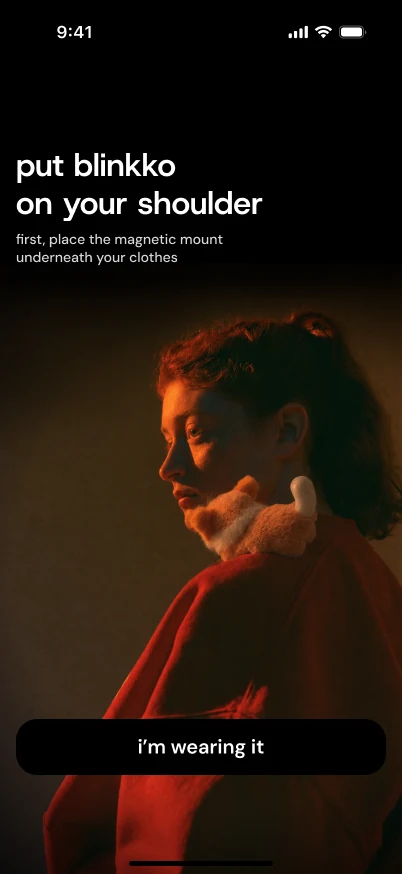 9:41
put blinkko
on your shoulder
first, place the magnetic mount
underneath your clothes
i’m wearing it